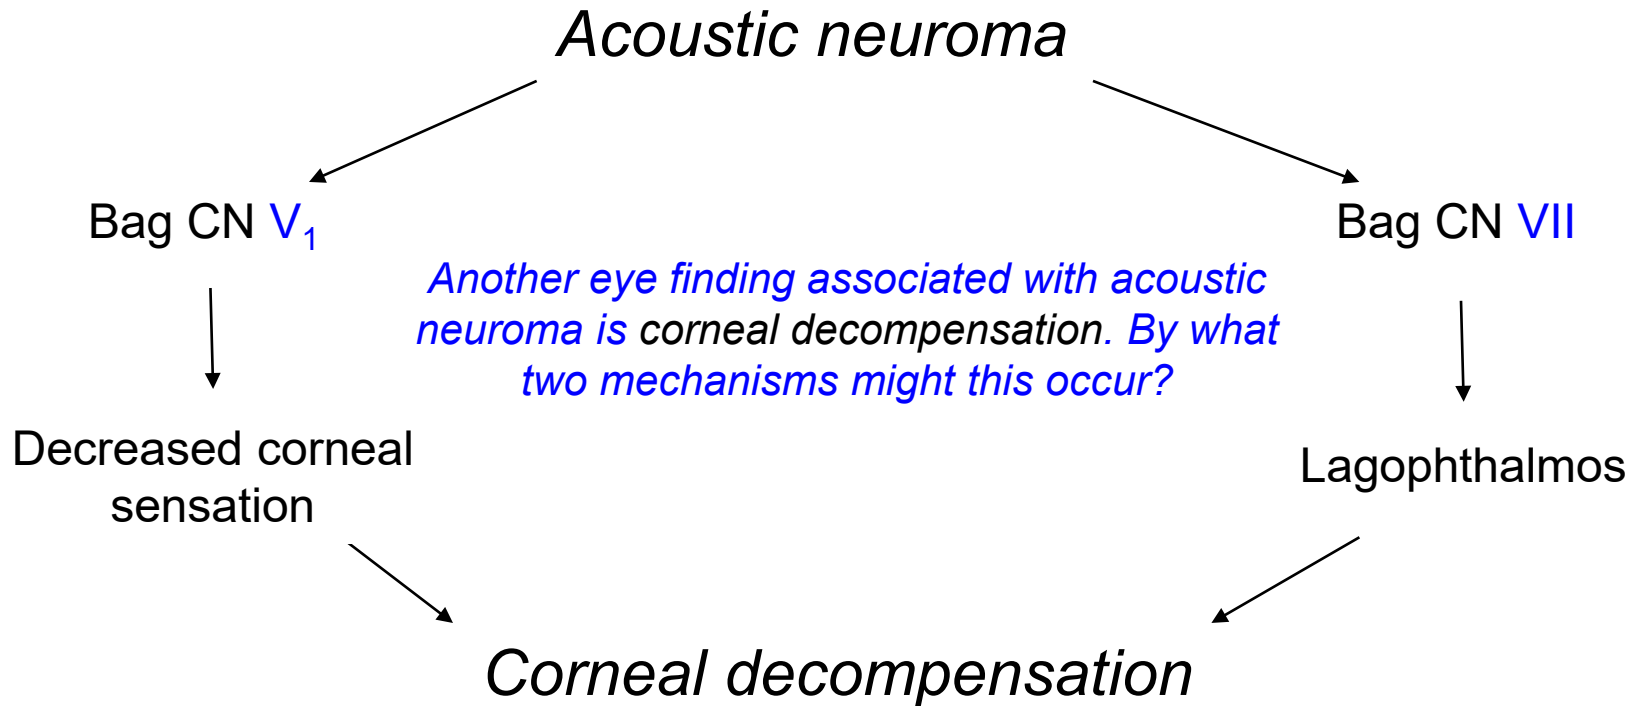 Acoustic neuroma
Bag CN V₁
Bag CN VII
Another eye finding associated with acoustic
neuroma is corneal decompensation. By what
two mechanisms might this occur?
Decreased corneal
sensation
Lagophthalmos
Corneal decompensation